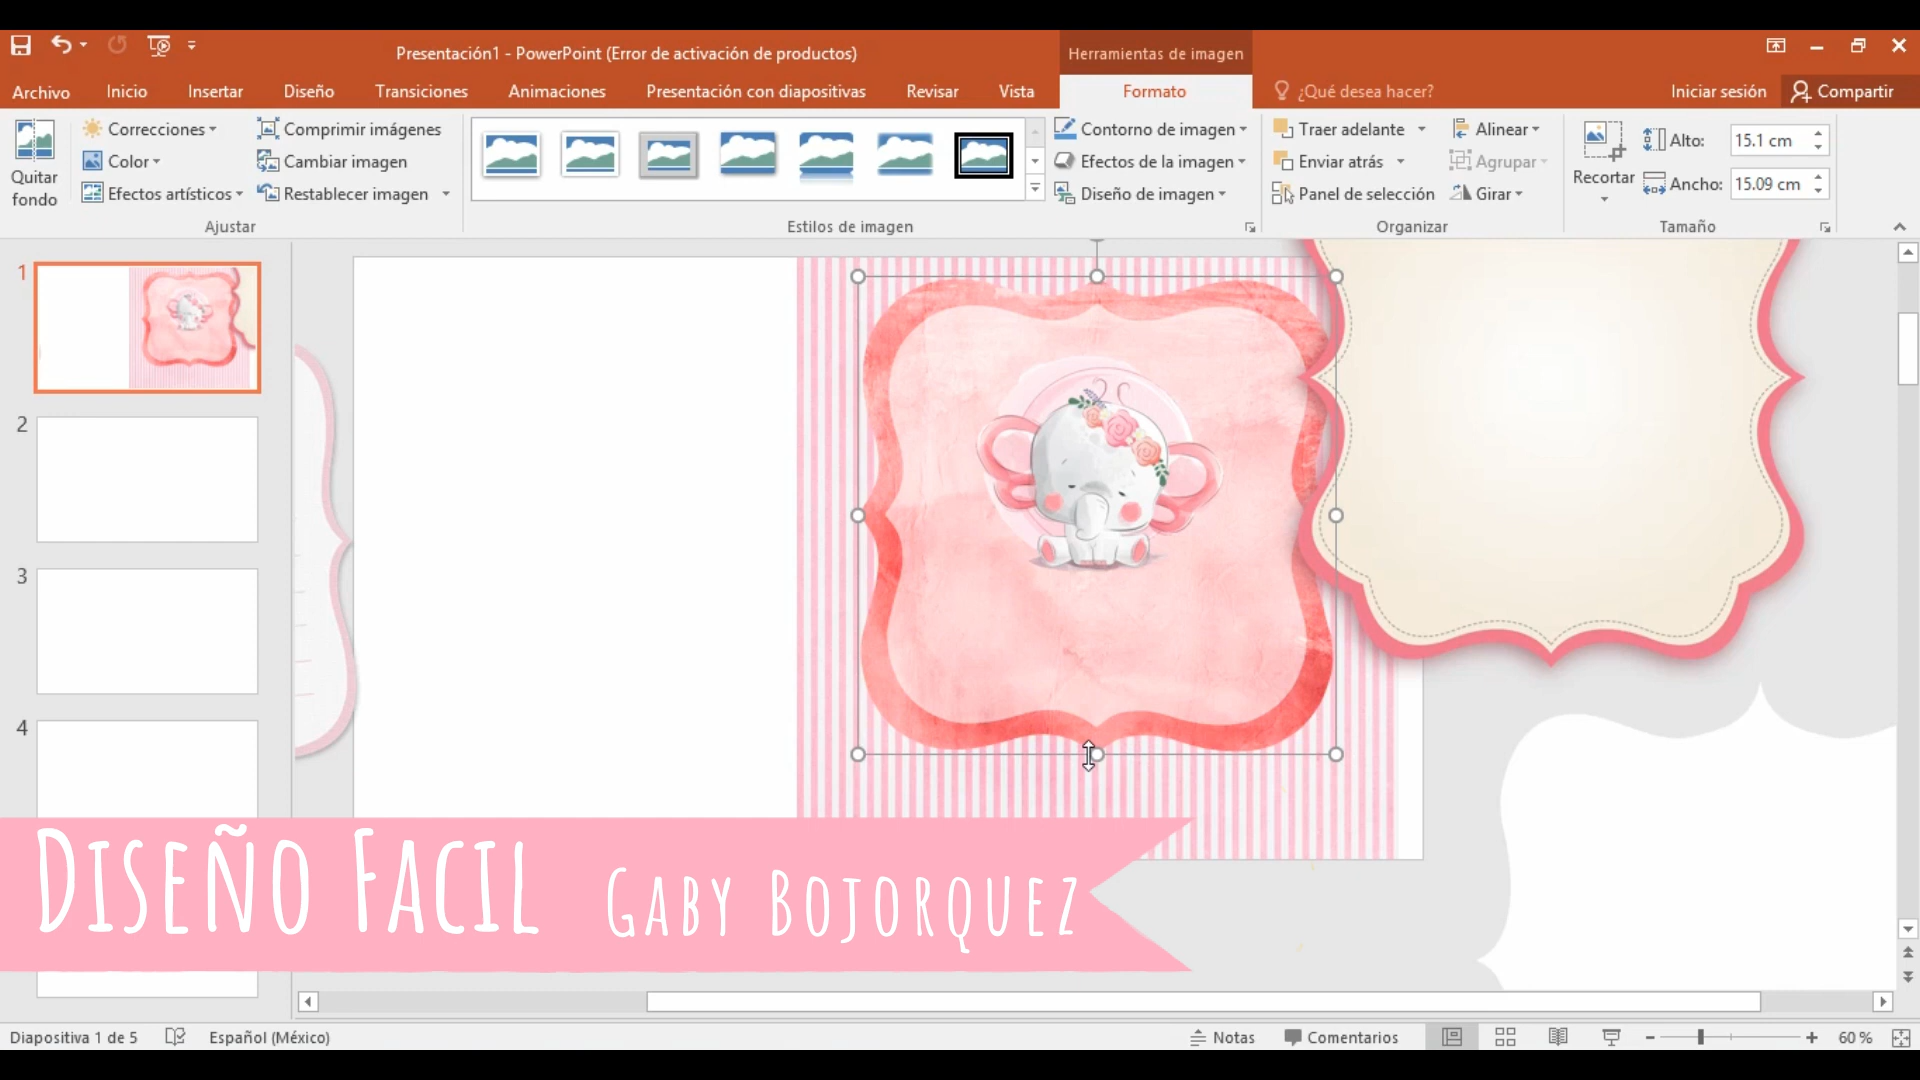 Presentación1 - PowerPoint (Error de activación de productos)
Herramientas de imagen
Archivo Inicio Insertar Diseño Transiciones Animaciones Presentación con diapositivas Revisar Vista Formato ¿Qué desea hacer? Iniciar sesión Compartir
Quitar fondo
Correcciones
Color
Efectos artísticos
Comprimir imágenes
Cambiar imagen
Restablecer imagen
Ajustar
Estilos de imagen
Contorno de imagen
Efectos de la imagen
Diseño de imagen
Traer adelante
Enviar atrás
Panel de selección
Alinear
Agrupar
Girar
Organizar
Recortar
Alto: 15.1 cm
Ancho: 15.09 cm
Tamaño
1
2
3
4
Diseño Facil Gaby Bojorquez
Diapositiva 1 de 5 Español (México) Notas Comentarios 60 %